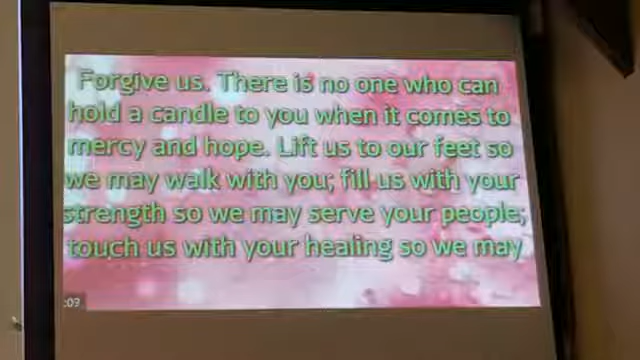 Forgive us. There is no one who can
hold a candle to you when it comes to
mercy and hope. Lift us to our feet so
we may walk with you; fill us with your
strength so we may serve your people;
touch us with your healing so we may
:09